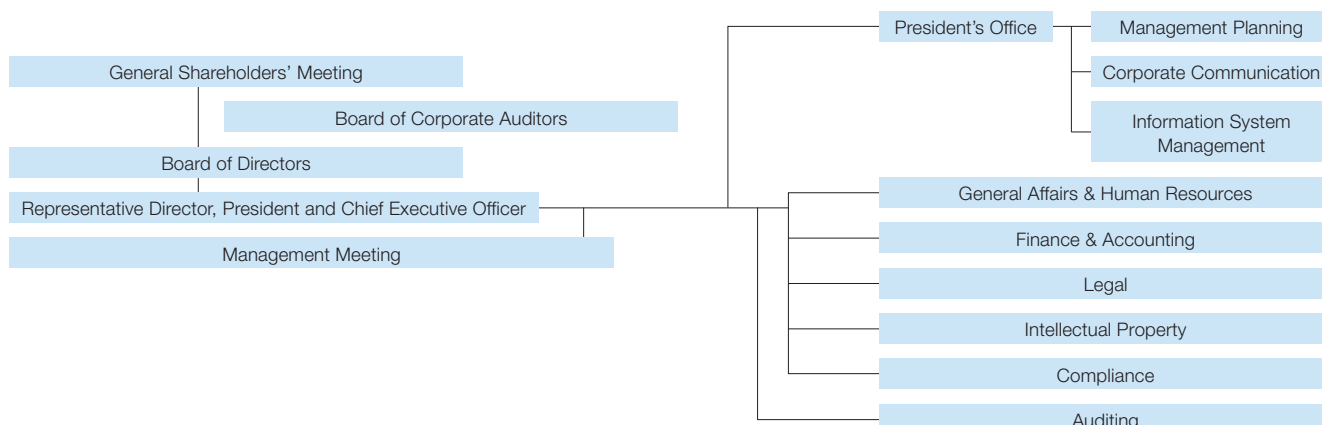 President’s Office
Management Planning
General Shareholders’ Meeting
Corporate Communication
Board of Corporate Auditors
Information System
Management
Board of Directors
Representative Director, President and Chief Executive Officer
General Affairs & Human Resources
Management Meeting
Finance & Accounting
Legal
Intellectual Property
Compliance
Auditing